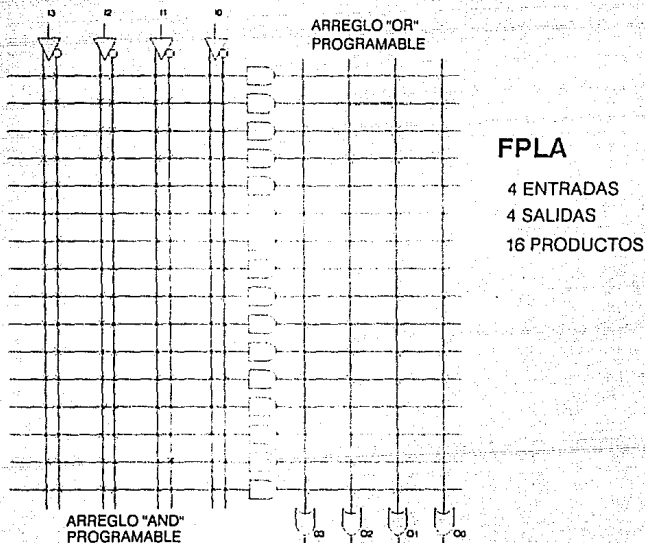 I3 I2 I1 I0
ARREGLO "OR"
PROGRAMABLE
FPLA
4 ENTRADAS
4 SALIDAS
16 PRODUCTOS
ARREGLO "AND"
PROGRAMABLE
O3 O2 O1 O0